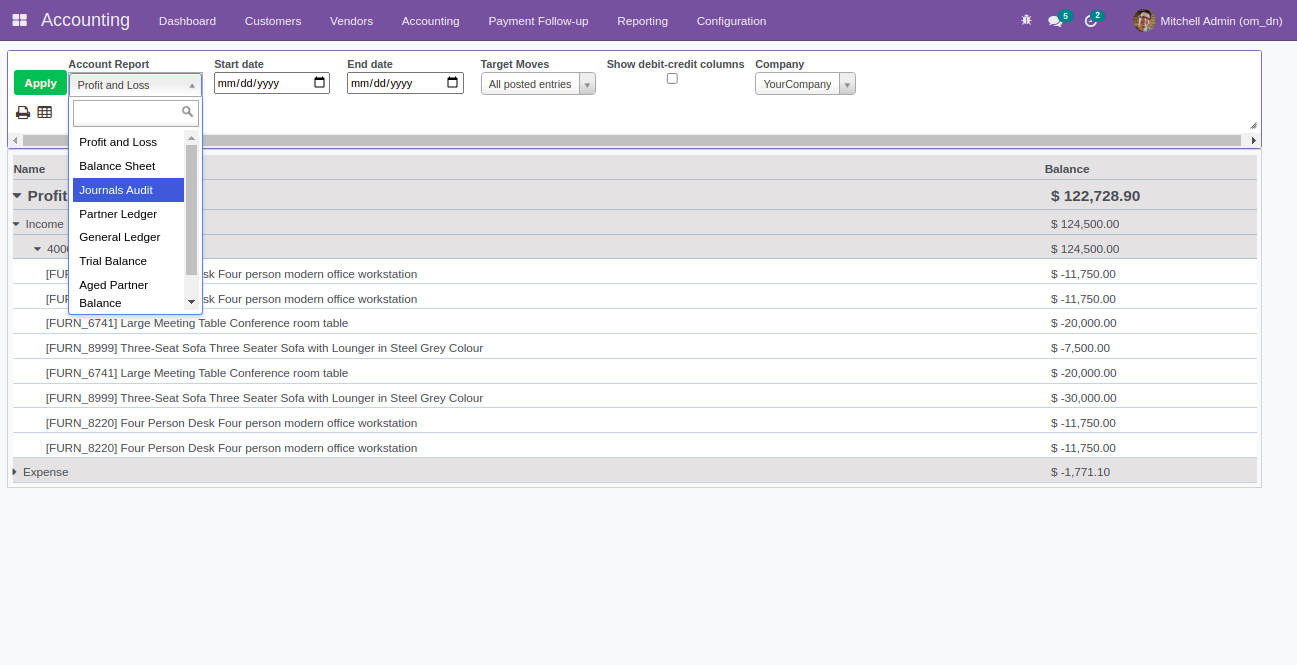 Accounting Dashboard Customers Vendors Accounting Payment Follow-up Reporting Configuration 5 2 Mitchell Admin (om_dn)
Account Report Start date End date Target Moves Show debit-credit columns Company
Apply Profit and Loss mm/dd/yyyy mm/dd/yyyy All posted entries YourCompany
Profit and Loss
Balance Sheet
Journals Audit
Partner Ledger
General Ledger
Trial Balance
Aged Partner
Balance
Name Balance
Profit $ 122,728.90
Income $ 124,500.00
$ 124,500.00
Four person modern office workstation $ -11,750.00
Four person modern office workstation $ -11,750.00
[FURN_6741] Large Meeting Table Conference room table $ -20,000.00
[FURN_8999] Three-Seat Sofa Three Seater Sofa with Lounger in Steel Grey Colour $ -7,500.00
[FURN_6741] Large Meeting Table Conference room table $ -20,000.00
[FURN_8999] Three-Seat Sofa Three Seater Sofa with Lounger in Steel Grey Colour $ -30,000.00
[FURN_8220] Four Person Desk Four person modern office workstation $ -11,750.00
[FURN_8220] Four Person Desk Four person modern office workstation $ -11,750.00
Expense $ -1,771.10